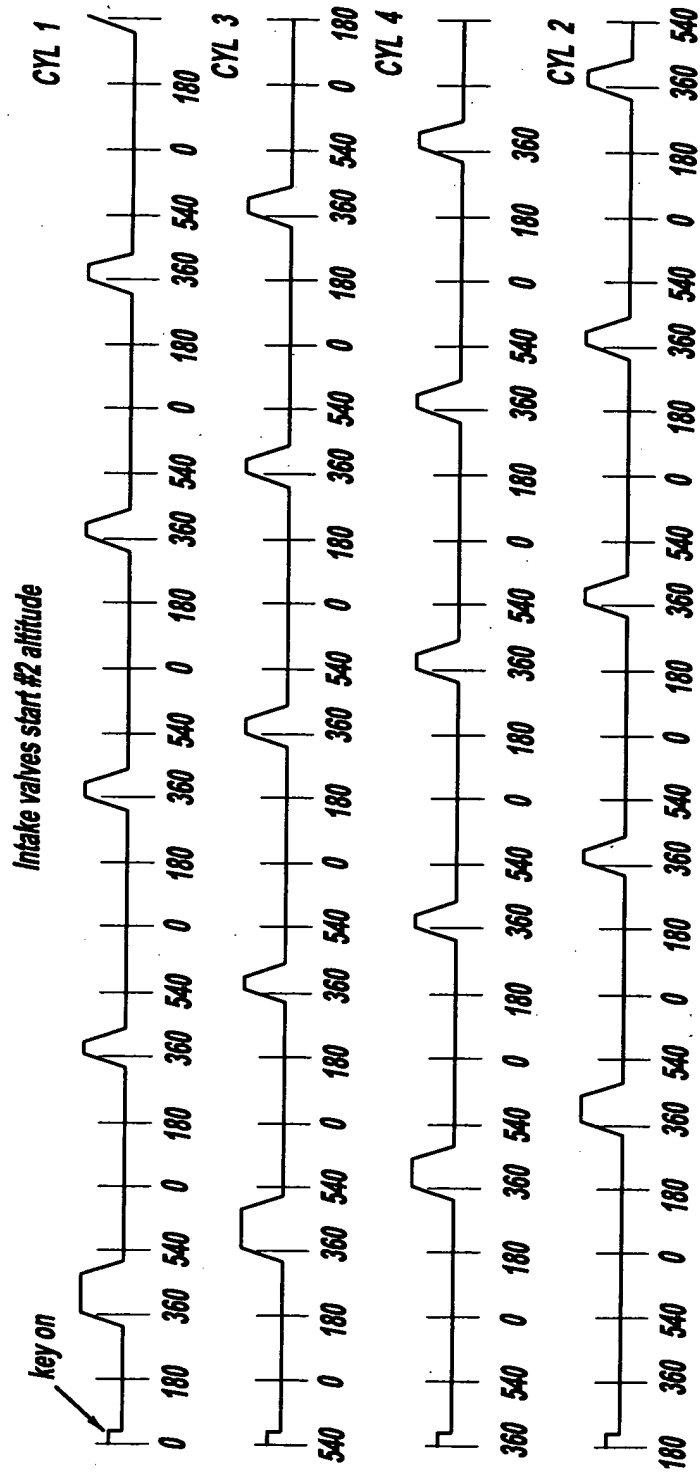 Intake valves start #2 altitude
key on
CYL 1
0 180 360 540 0 180 360 540 0 180 360 540 0 180 360 540 0 180 360 540 0 180
CYL 3
540 0 180 360 540 0 180 360 540 0 180 360 540 0 180 360 540 0 180 360 540 0 180
CYL 4
360 540 0 180 360 540 0 180 360 540 0 180 360 540 0 180 360 540 0 180 360
CYL 2
180 360 540 0 180 360 540 0 180 360 540 0 180 360 540 0 180 360 540 0 180 360 540